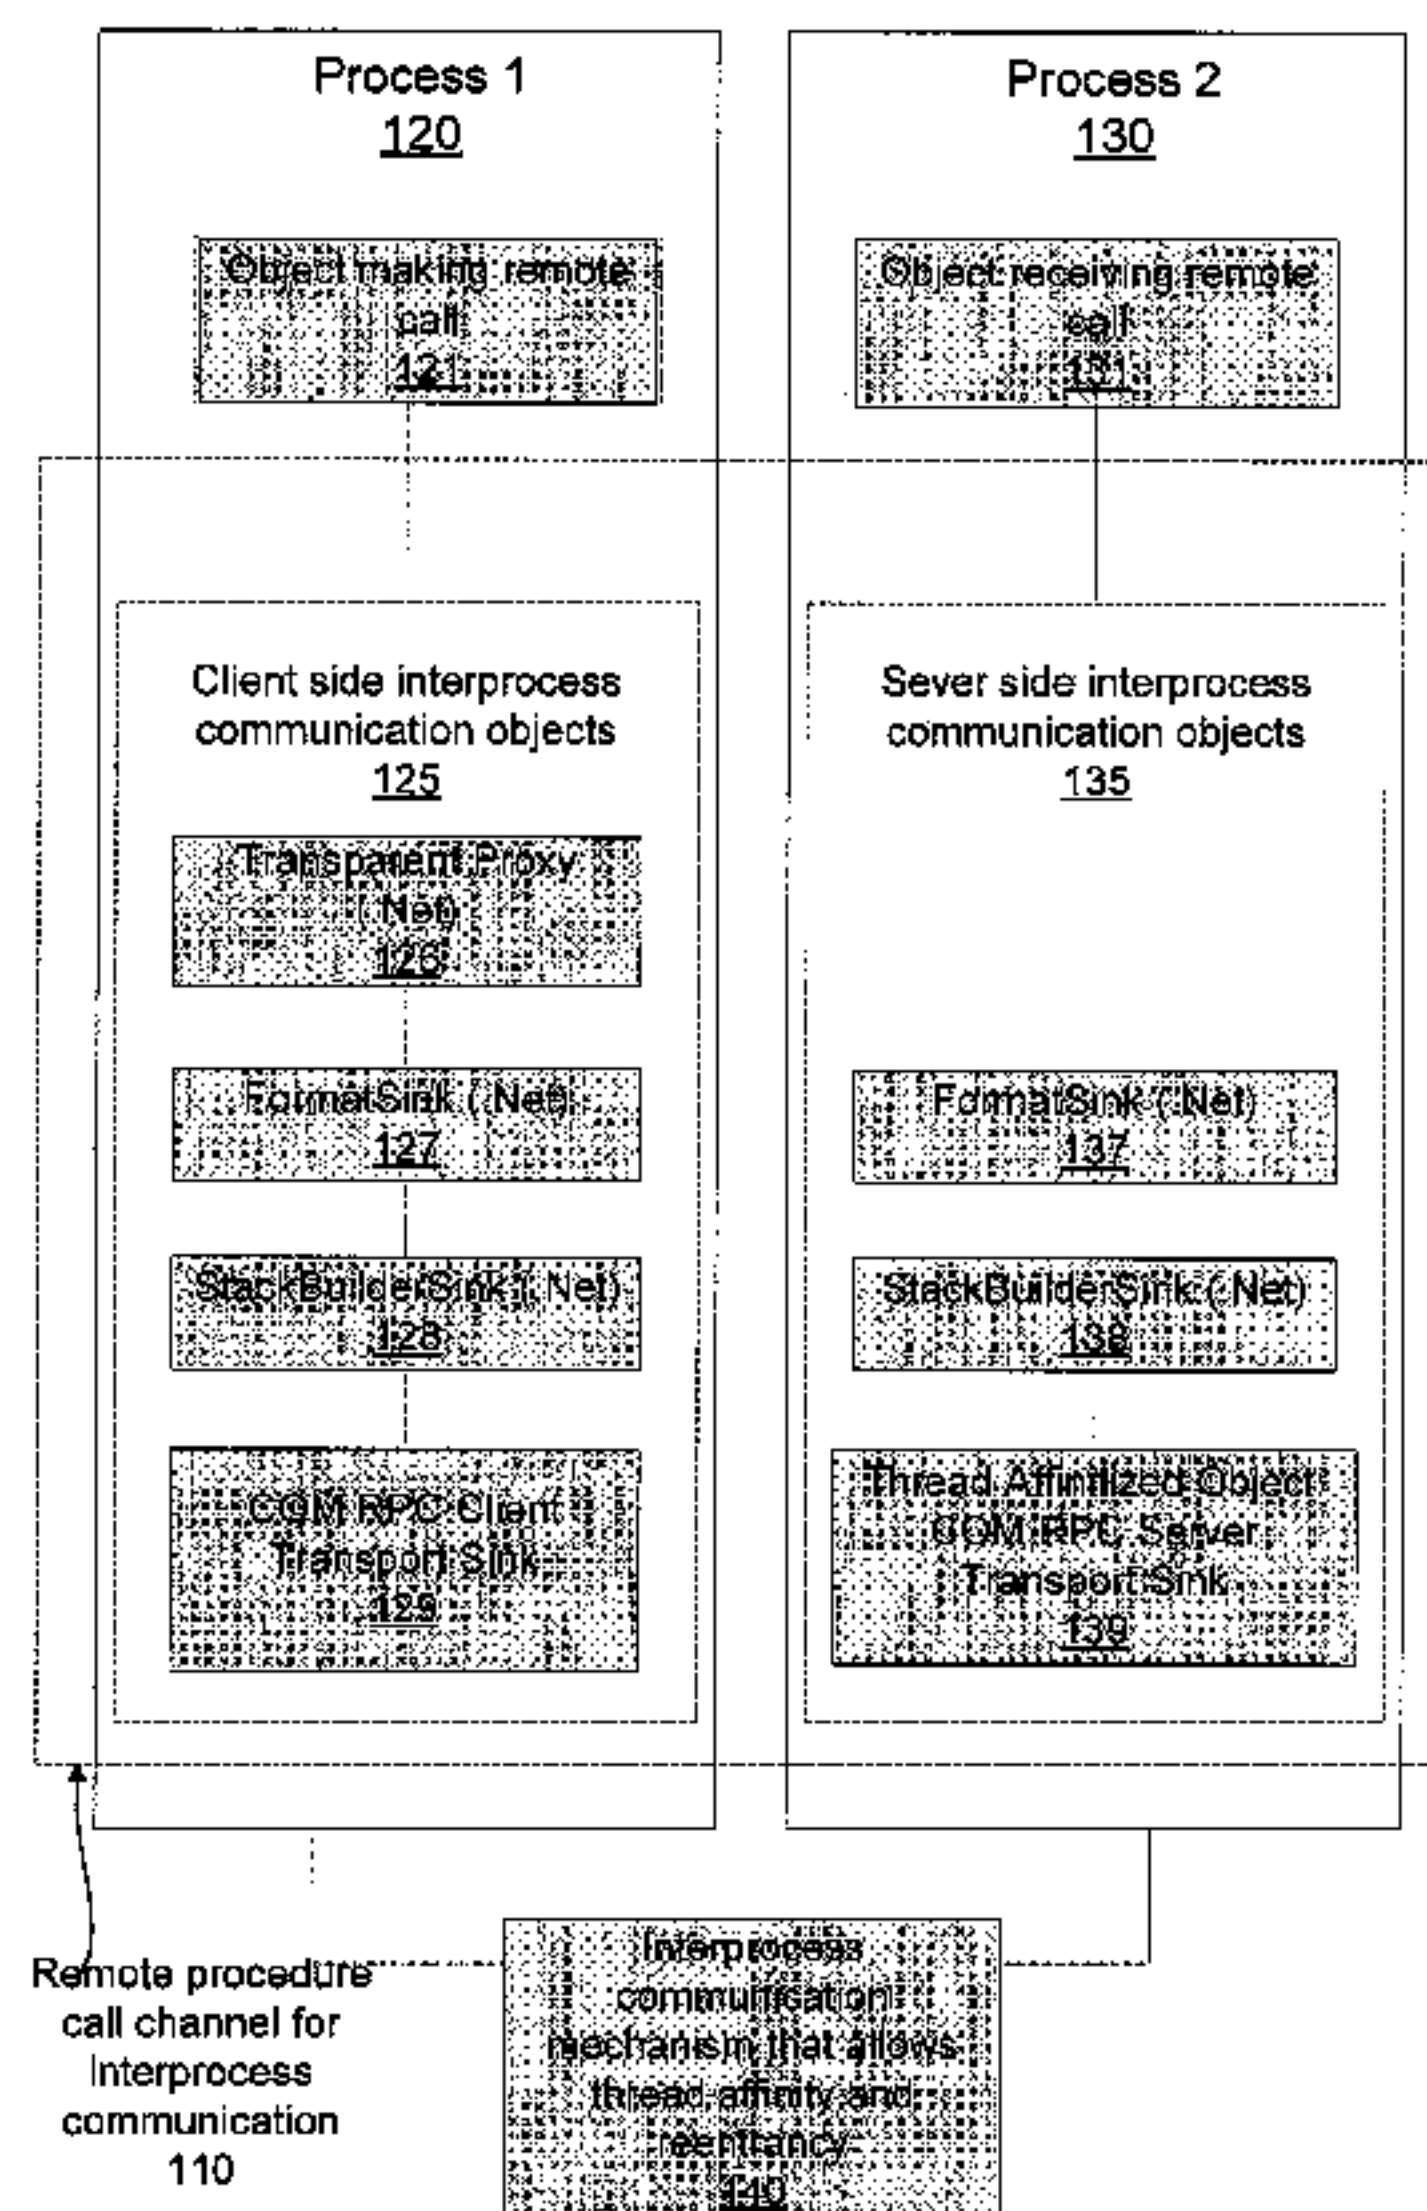 Process 1
120
Object making remote
call
121
Client side interprocess
communication objects
125
Transparent Proxy
(.Net)
126
FormatSink (.Net)
127
StackBuilderSink (.Net)
128
COM RPC Client
Transport Sink
129
Process 2
130
Object receiving remote
call
131
Sever side interprocess
communication objects
135
FormatSink (.Net)
137
StackBuilderSink (.Net)
138
Thread Affinitized Object
COM RPC Server
Transport Sink
139
Remote procedure
call channel for
Interprocess
communication
110
Interprocess
communication
mechanism that allows
thread affinity and
reentrancy
140